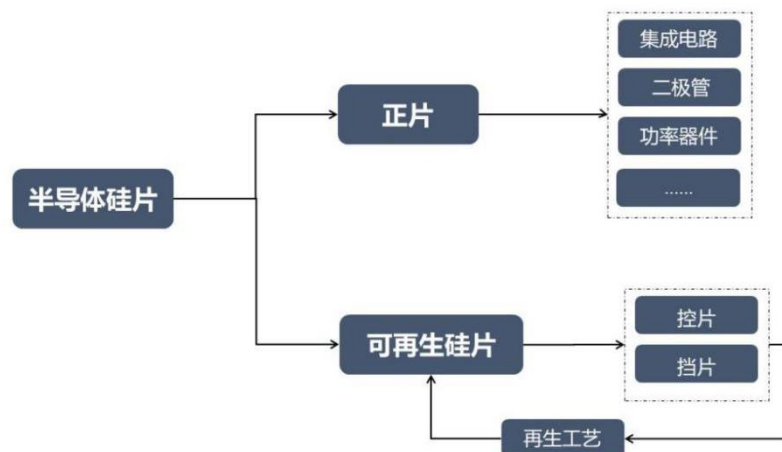 集成电路
二极管
正片
功率器件
......
半导体硅片
控片
可再生硅片
挡片
再生工艺